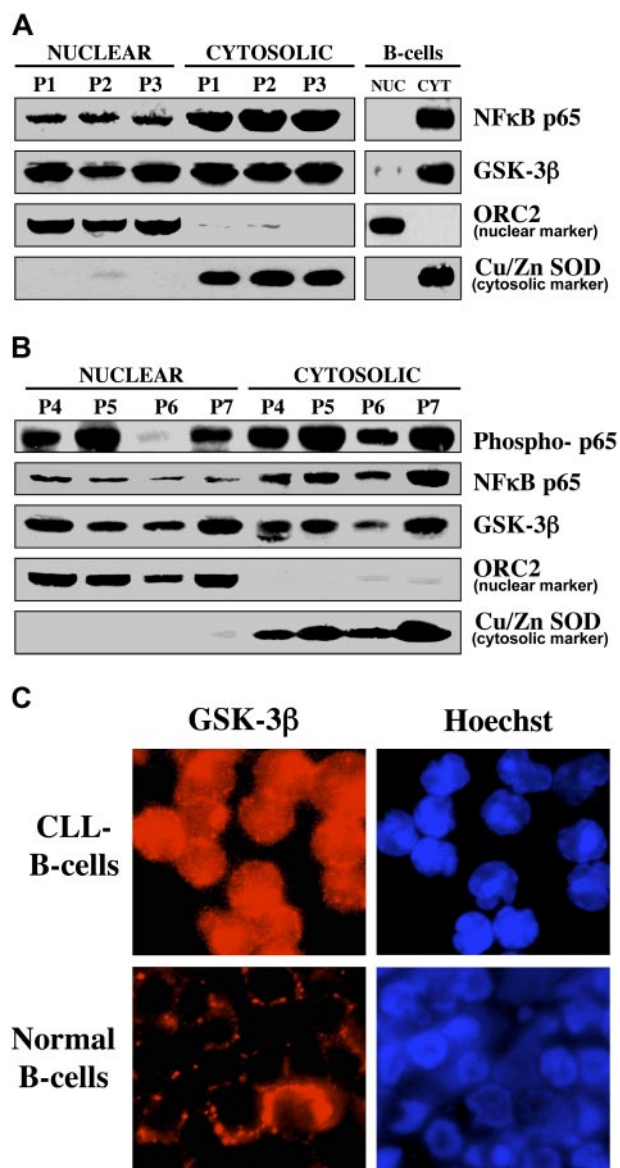 A
NUCLEAR CYTOSOLIC B-cells
P1 P2 P3 P1 P2 P3 NUC CYT
NFκB p65
GSK-3β
ORC2
(nuclear marker)
Cu/Zn SOD
(cytosolic marker)
B
NUCLEAR CYTOSOLIC
P4 P5 P6 P7 P4 P5 P6 P7
Phospho- p65
NFκB p65
GSK-3β
ORC2
(nuclear marker)
Cu/Zn SOD
(cytosolic marker)
C
GSK-3β Hoechst
CLL-
B-cells
Normal
B-cells